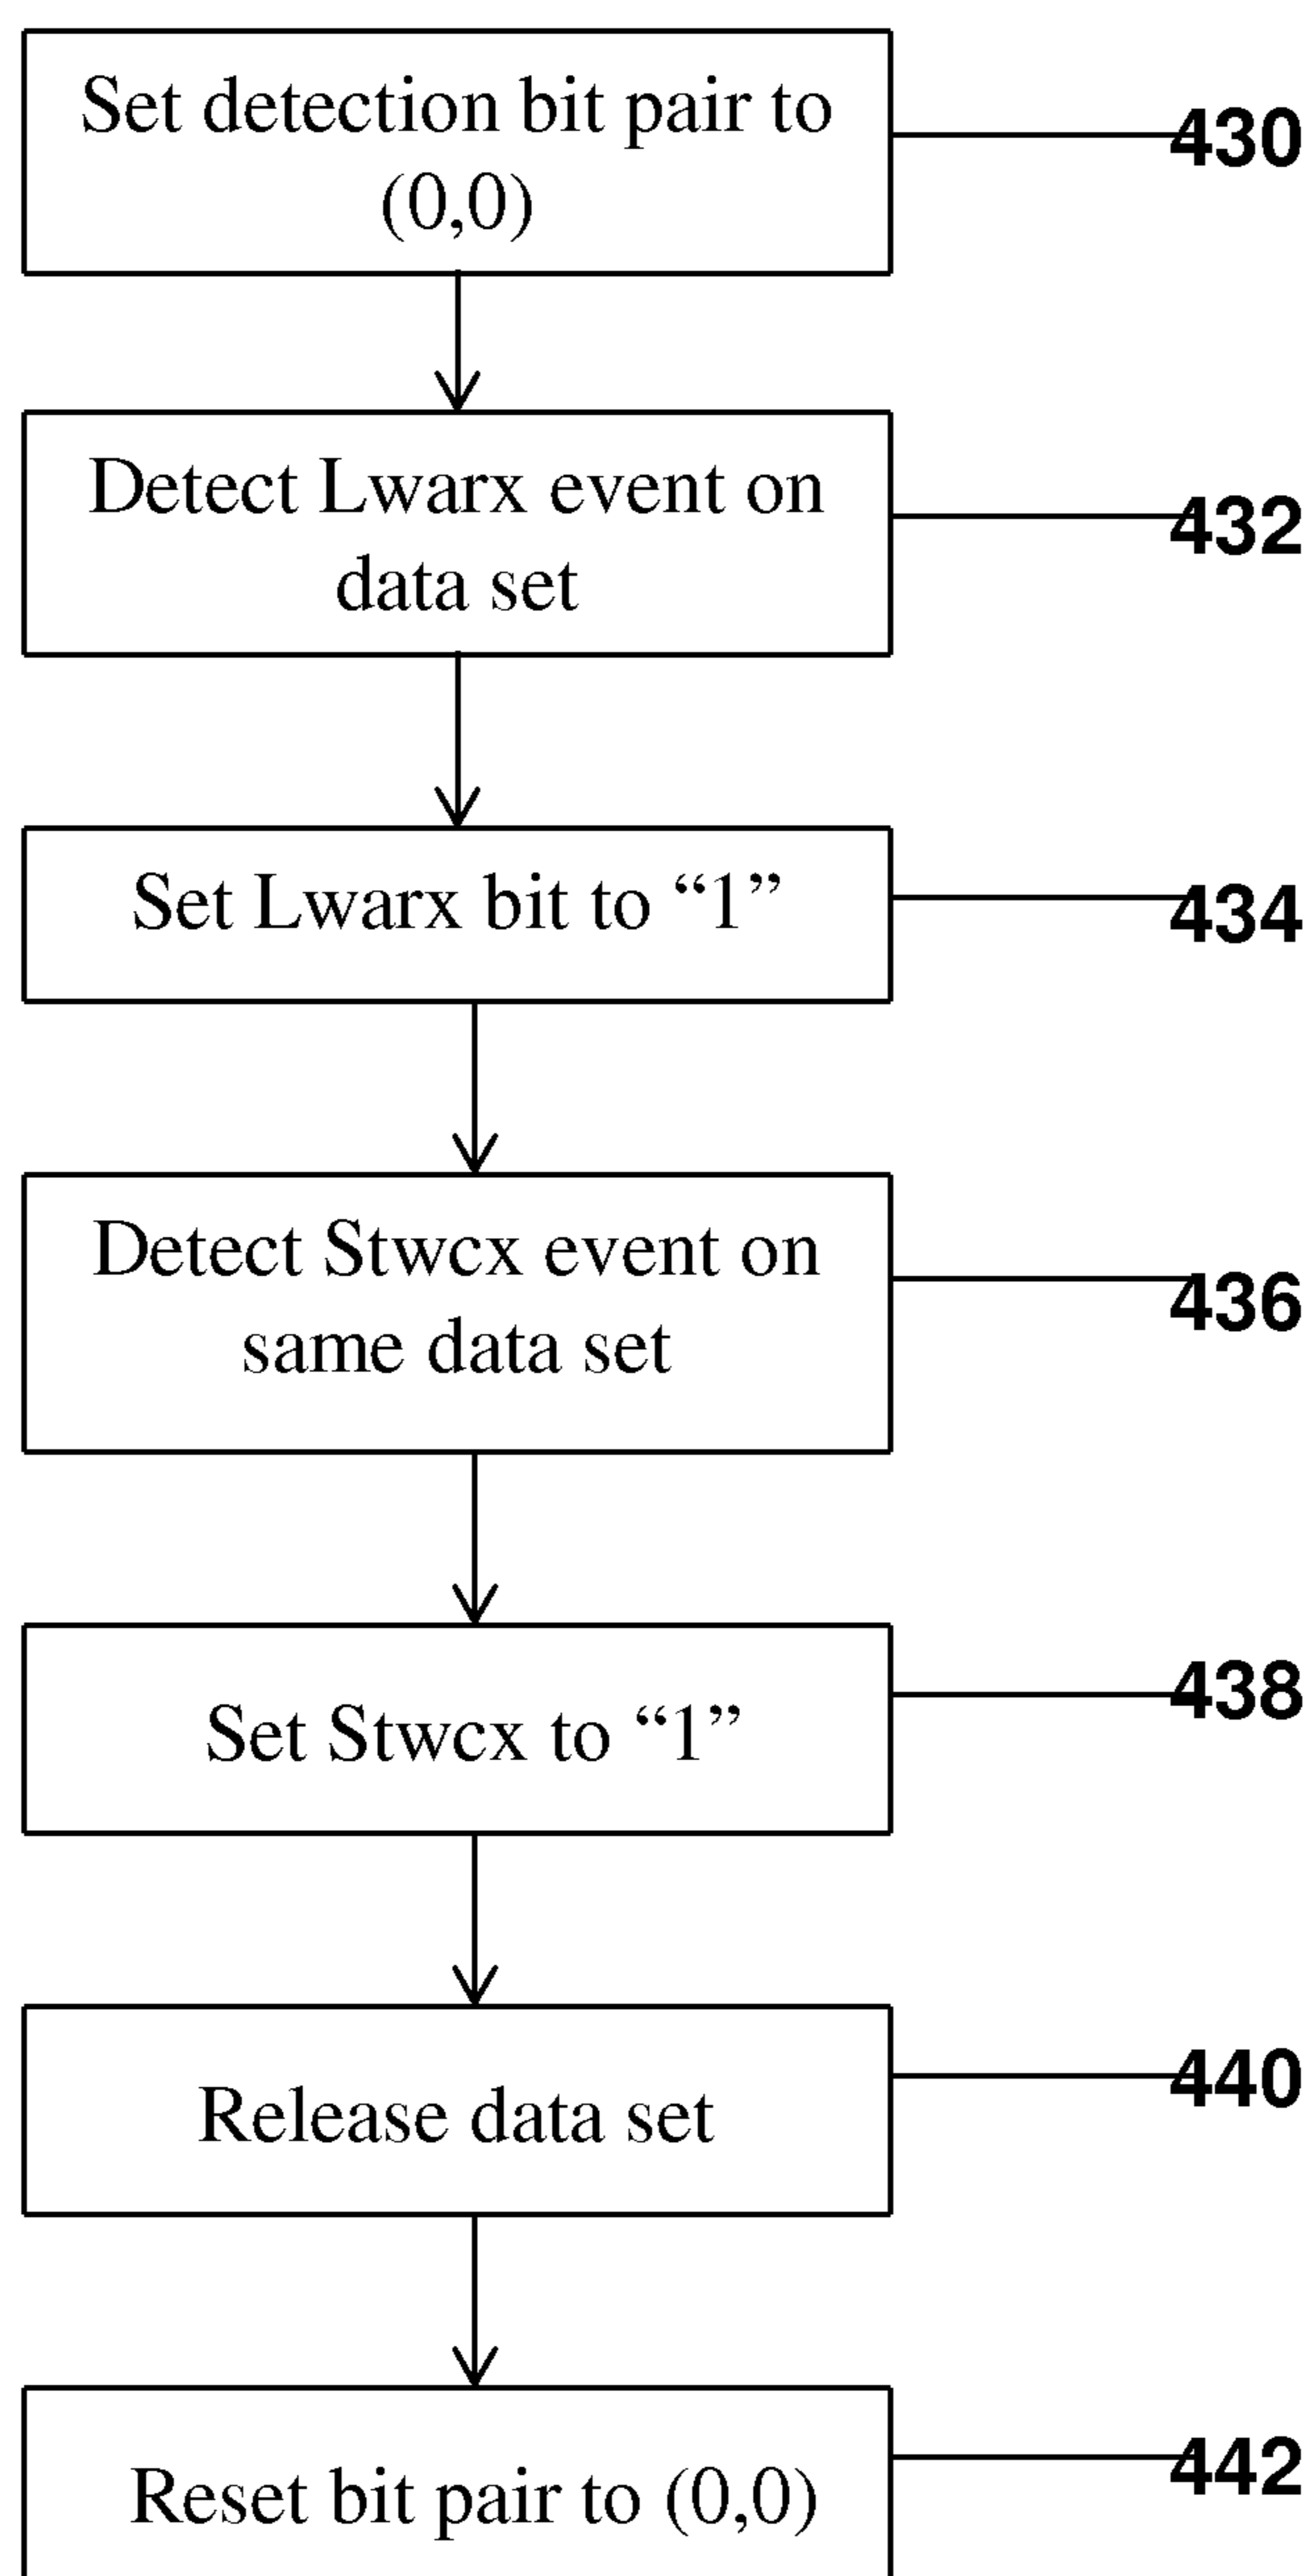 Set detection bit pair to
(0,0)
430
Detect Lwarx event on
data set
432
Set Lwarx bit to “1”
434
Detect Stwcx event on
same data set
436
Set Stwcx to “1”
438
Release data set
440
Reset bit pair to (0,0)
442